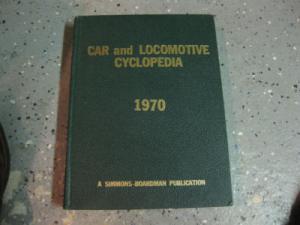 CAR and LOCOMOTIVE
CYCLOPEDIA
1970
A SIMMONS-BOARDMAN PUBLICATION